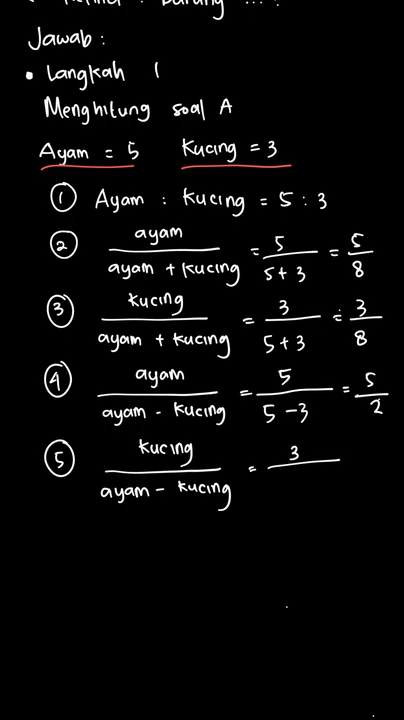 Jawab :
• Langkah 1
Menghitung soal A
Ayam = 5 Kucing = 3
① Ayam : Kucing = 5 : 3
② ayam / ayam + kucing = 5 / 5 + 3 = 5 / 8
③ kucing / ayam + kucing = 3 / 5 + 3 = 3 / 8
④ ayam / ayam - kucing = 5 / 5 - 3 = 5 / 2
⑤ kucing / ayam - kucing = 3 /